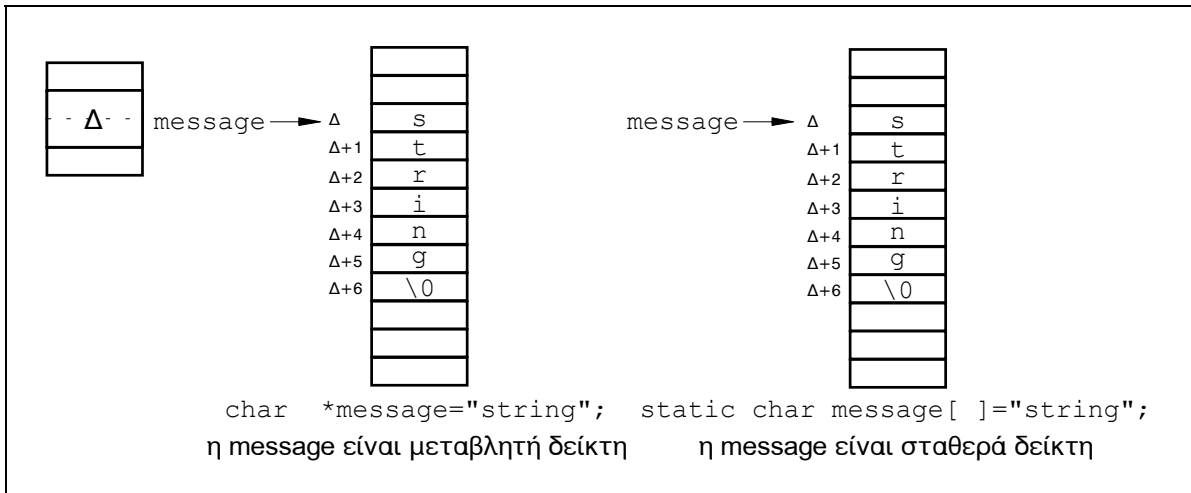 Δ message Δ s message Δ s
Δ+1 t Δ+1 t
Δ+2 r Δ+2 r
Δ+3 i Δ+3 i
Δ+4 n Δ+4 n
Δ+5 g Δ+5 g
Δ+6 \0 Δ+6 \0
char *message="string"; static char message[ ]="string";
η message είναι μεταβλητή δείκτη η message είναι σταθερά δείκτη